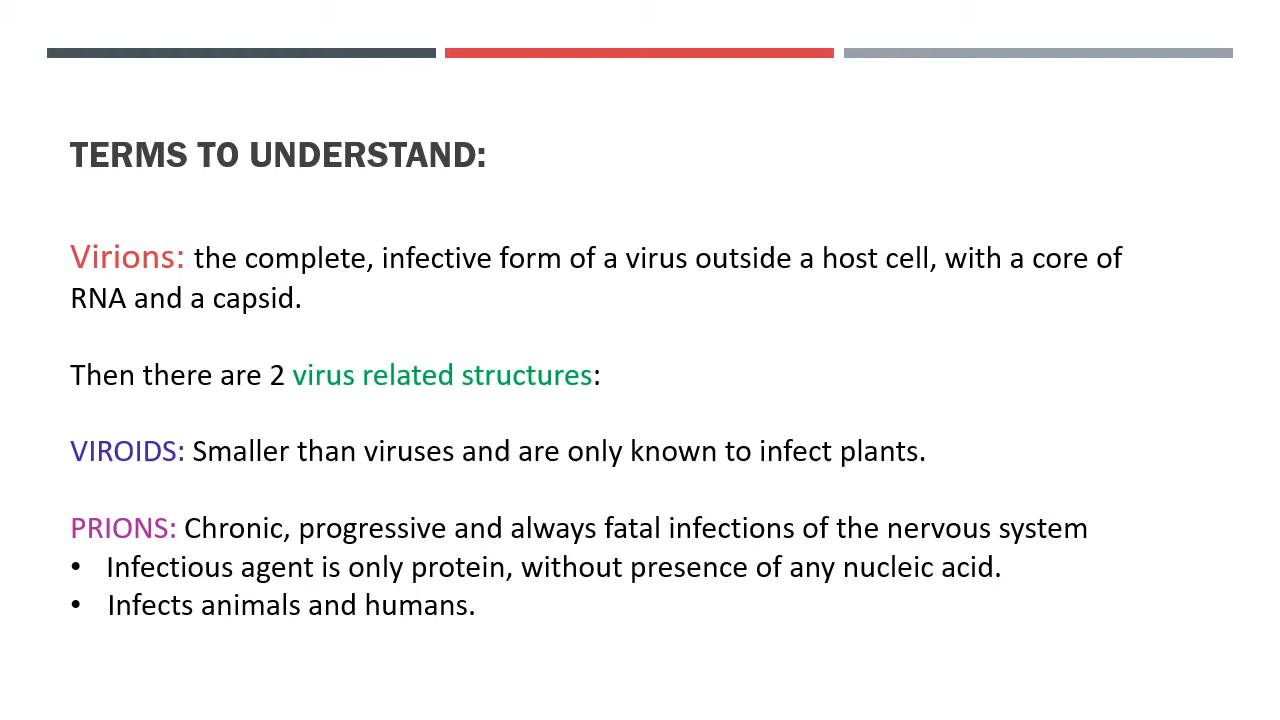 TERMS TO UNDERSTAND:
Virions: the complete, infective form of a virus outside a host cell, with a core of
RNA and a capsid.
Then there are 2 virus related structures:
VIROIDS: Smaller than viruses and are only known to infect plants.
PRIONS: Chronic, progressive and always fatal infections of the nervous system
• Infectious agent is only protein, without presence of any nucleic acid.
• Infects animals and humans.